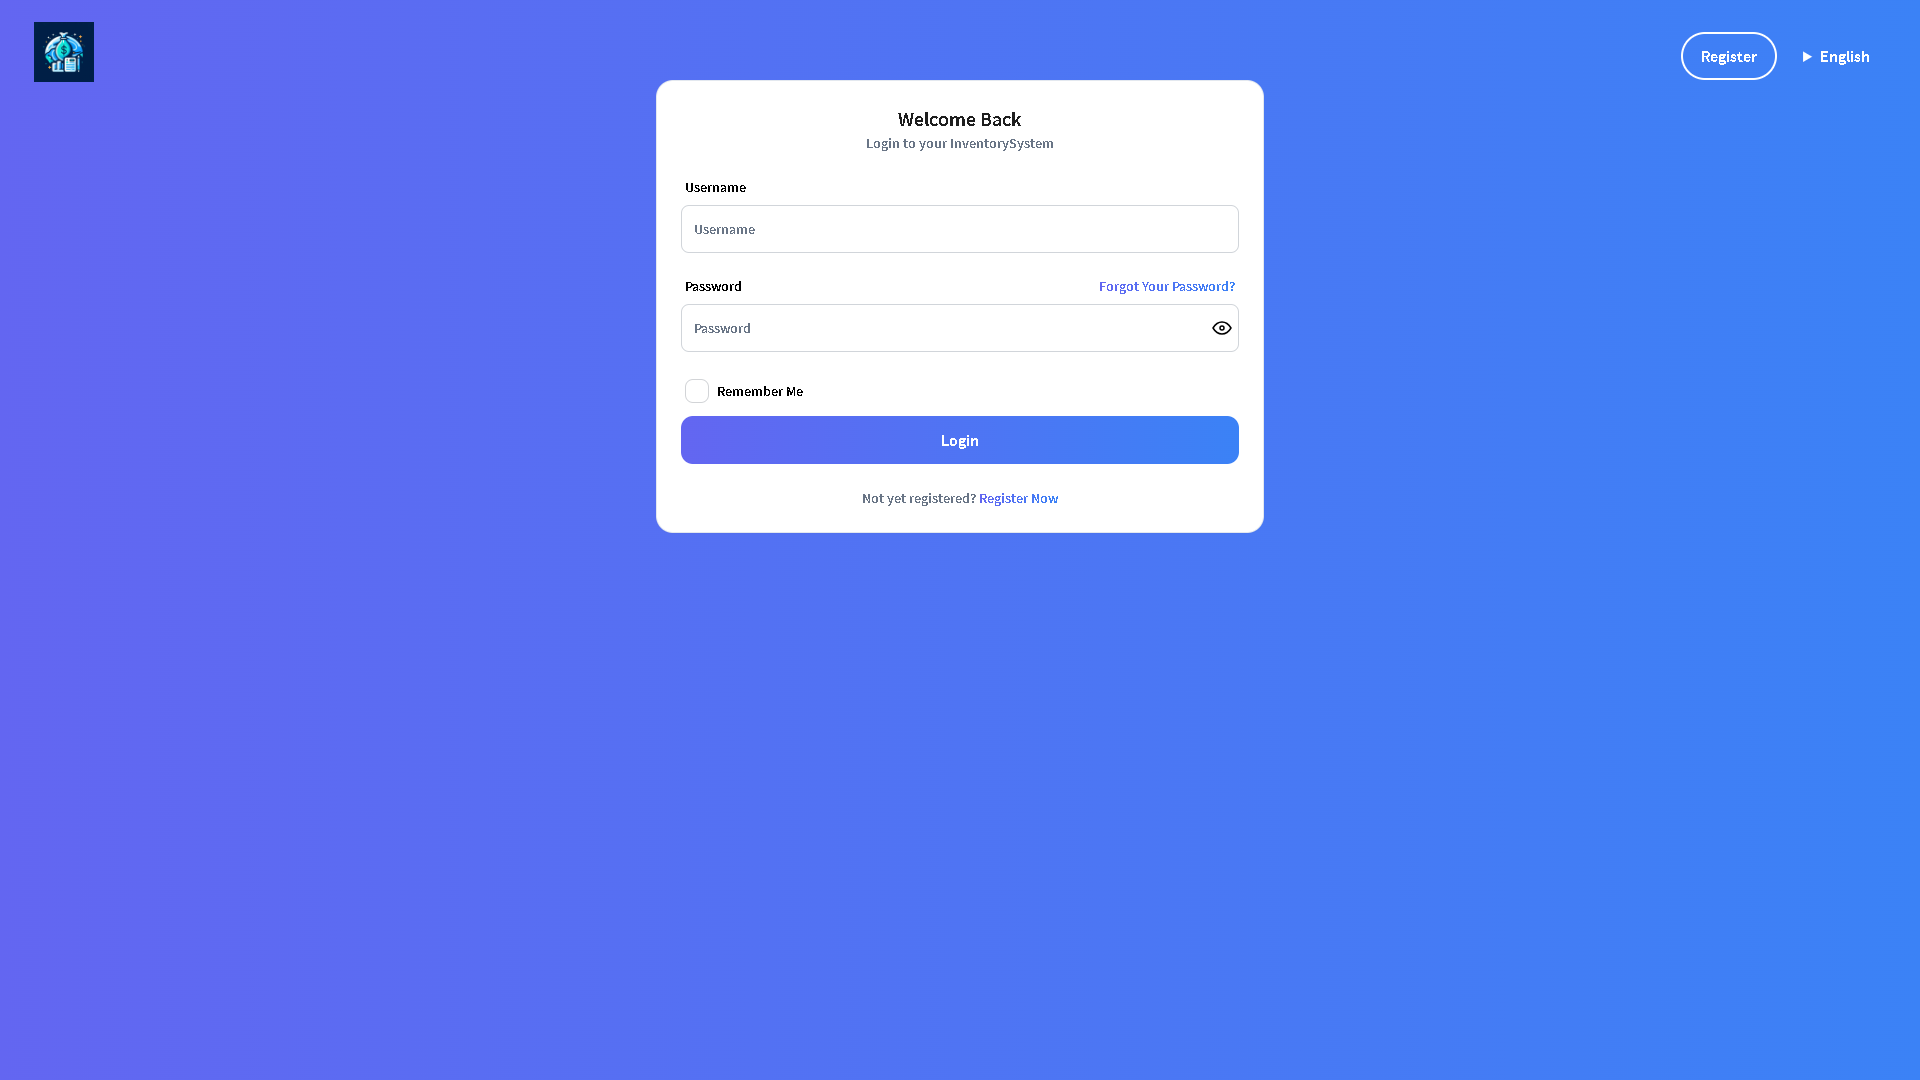 Register
English
Welcome Back
Login to your InventorySystem
Username
Username
Password
Forgot Your Password?
Password
Remember Me
Login
Not yet registered? Register Now